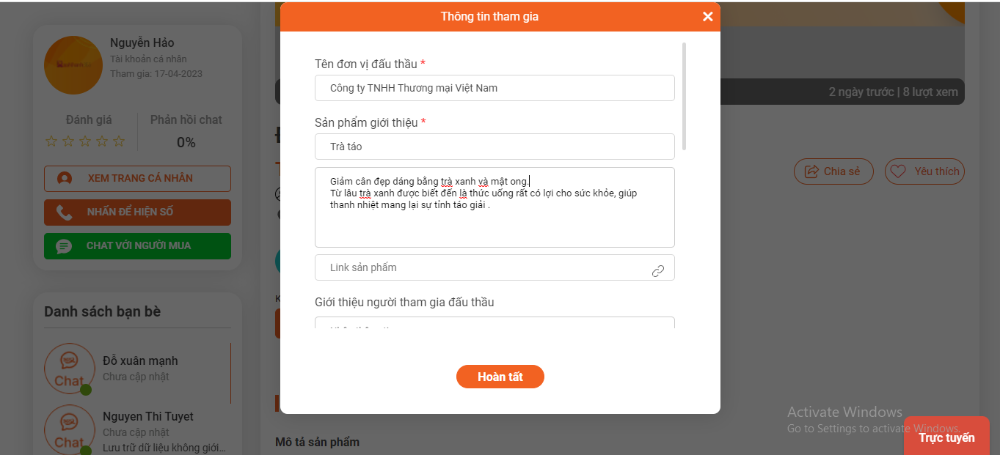 Thông tin tham gia
Nguyễn Hảo
Tài khoản cá nhân
Tham gia: 17-04-2023
Đánh giá
Phản hồi chat
0%
XEM TRANG CÁ NHÂN
NHẤN ĐỂ HIỆN SỐ
CHAT VỚI NGƯỜI MUA
Danh sách bạn bè
Chat
Đỗ xuân mạnh
Chưa cập nhật
Chat
Nguyen Thi Tuyet
Chưa cập nhật
Lưu trữ dữ liệu không giới...
Tên đơn vị đấu thầu *
Công ty TNHH Thương mại Việt Nam
Sản phẩm giới thiệu *
Trà táo
Giảm cân đẹp dáng bằng trà xanh và mật ong.
Từ lâu trà xanh được biết đến là thức uống rất có lợi cho sức khỏe, giúp
thanh nhiệt mang lại sự tỉnh táo giải .
Link sản phẩm
Giới thiệu người tham gia đấu thầu
Hoàn tất
2 ngày trước | 8 lượt xem
Chia sẻ
Yêu thích
Mô tả sản phẩm
Activate Windows
Go to Settings to activate Windows.
Trực tuyến